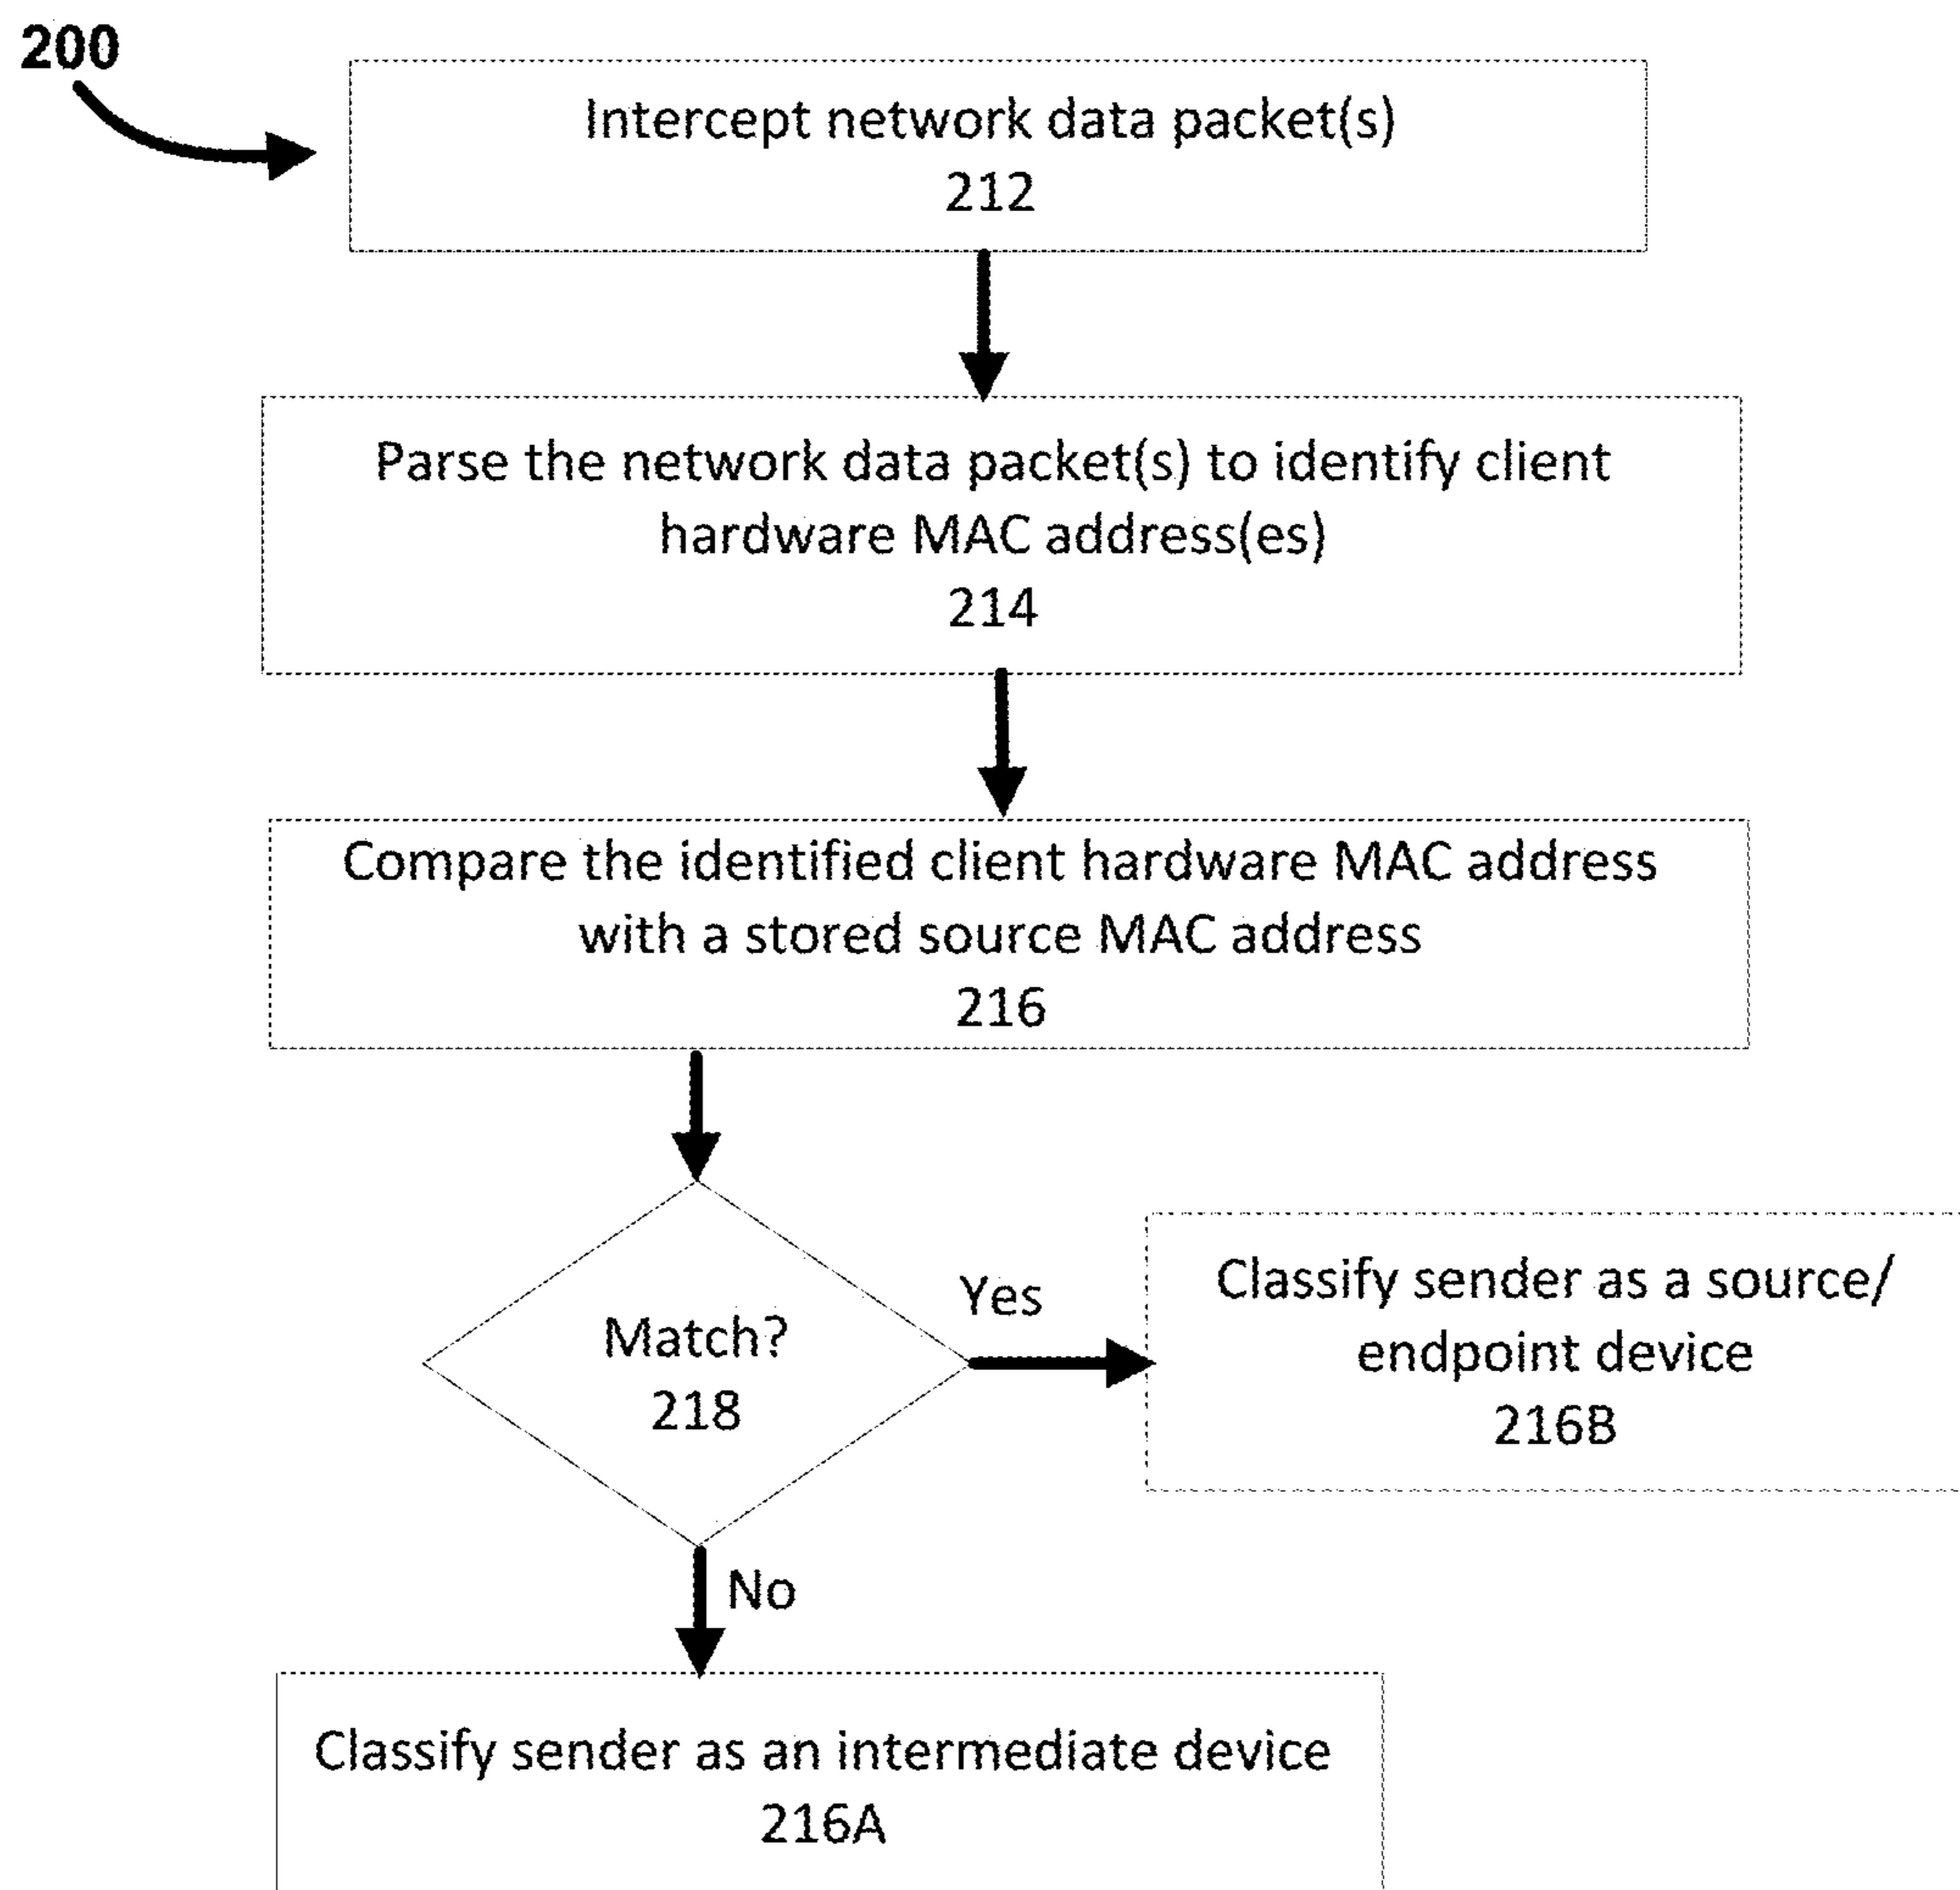 200
Intercept network data packet(s)
212
Parse the network data packet(s) to identify client
hardware MAC address(es)
214
Compare the identified client hardware MAC address
with a stored source MAC address
216
Match?
218
Yes
Classify sender as a source/
endpoint device
216B
No
Classify sender as an intermediate device
216A